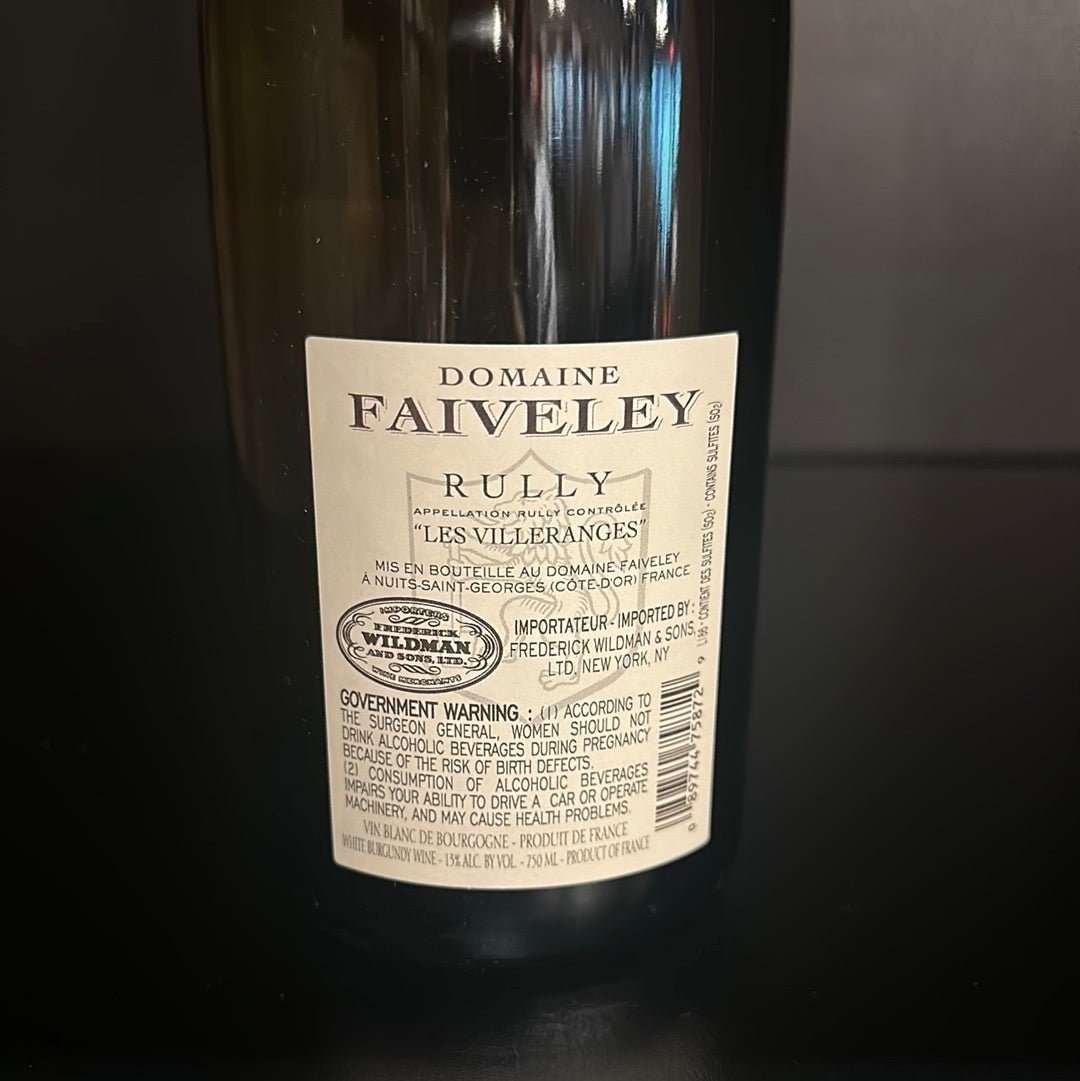 DOMAINE
FAIVELEY
RULLY
APPELLATION RULLY CONTRÔLÉE
"LES VILLERANGES"
MIS EN BOUTEILLE AU DOMAINE FAIVELEY
À NUITS-SAINT-GEORGES (CÔTE-D'OR) FRANCE
IMPORTERS
FREDERICK
WILDMAN
AND SONS, LTD.
WINE MERCHANTS
IMPORTATEUR - IMPORTED BY :
FREDERICK WILDMAN & SONS,
LTD, NEW YORK, NY
GOVERNMENT WARNING : (1) ACCORDING TO
THE SURGEON GENERAL, WOMEN SHOULD NOT
DRINK ALCOHOLIC BEVERAGES DURING PREGNANCY
BECAUSE OF THE RISK OF BIRTH DEFECTS.
(2) CONSUMPTION OF ALCOHOLIC BEVERAGES
IMPAIRS YOUR ABILITY TO DRIVE A CAR OR OPERATE
MACHINERY, AND MAY CAUSE HEALTH PROBLEMS.
VIN BLANC DE BOURGOGNE - PRODUIT DE FRANCE
WHITE BURGUNDY WINE - 13% ALC. BY VOL - 750 ML - PRODUCT OF FRANCE
0 89744 75872 9
L186 - CONTIENT DES SULFITES (SO2) - CONTAINS SULFITES (SO2)